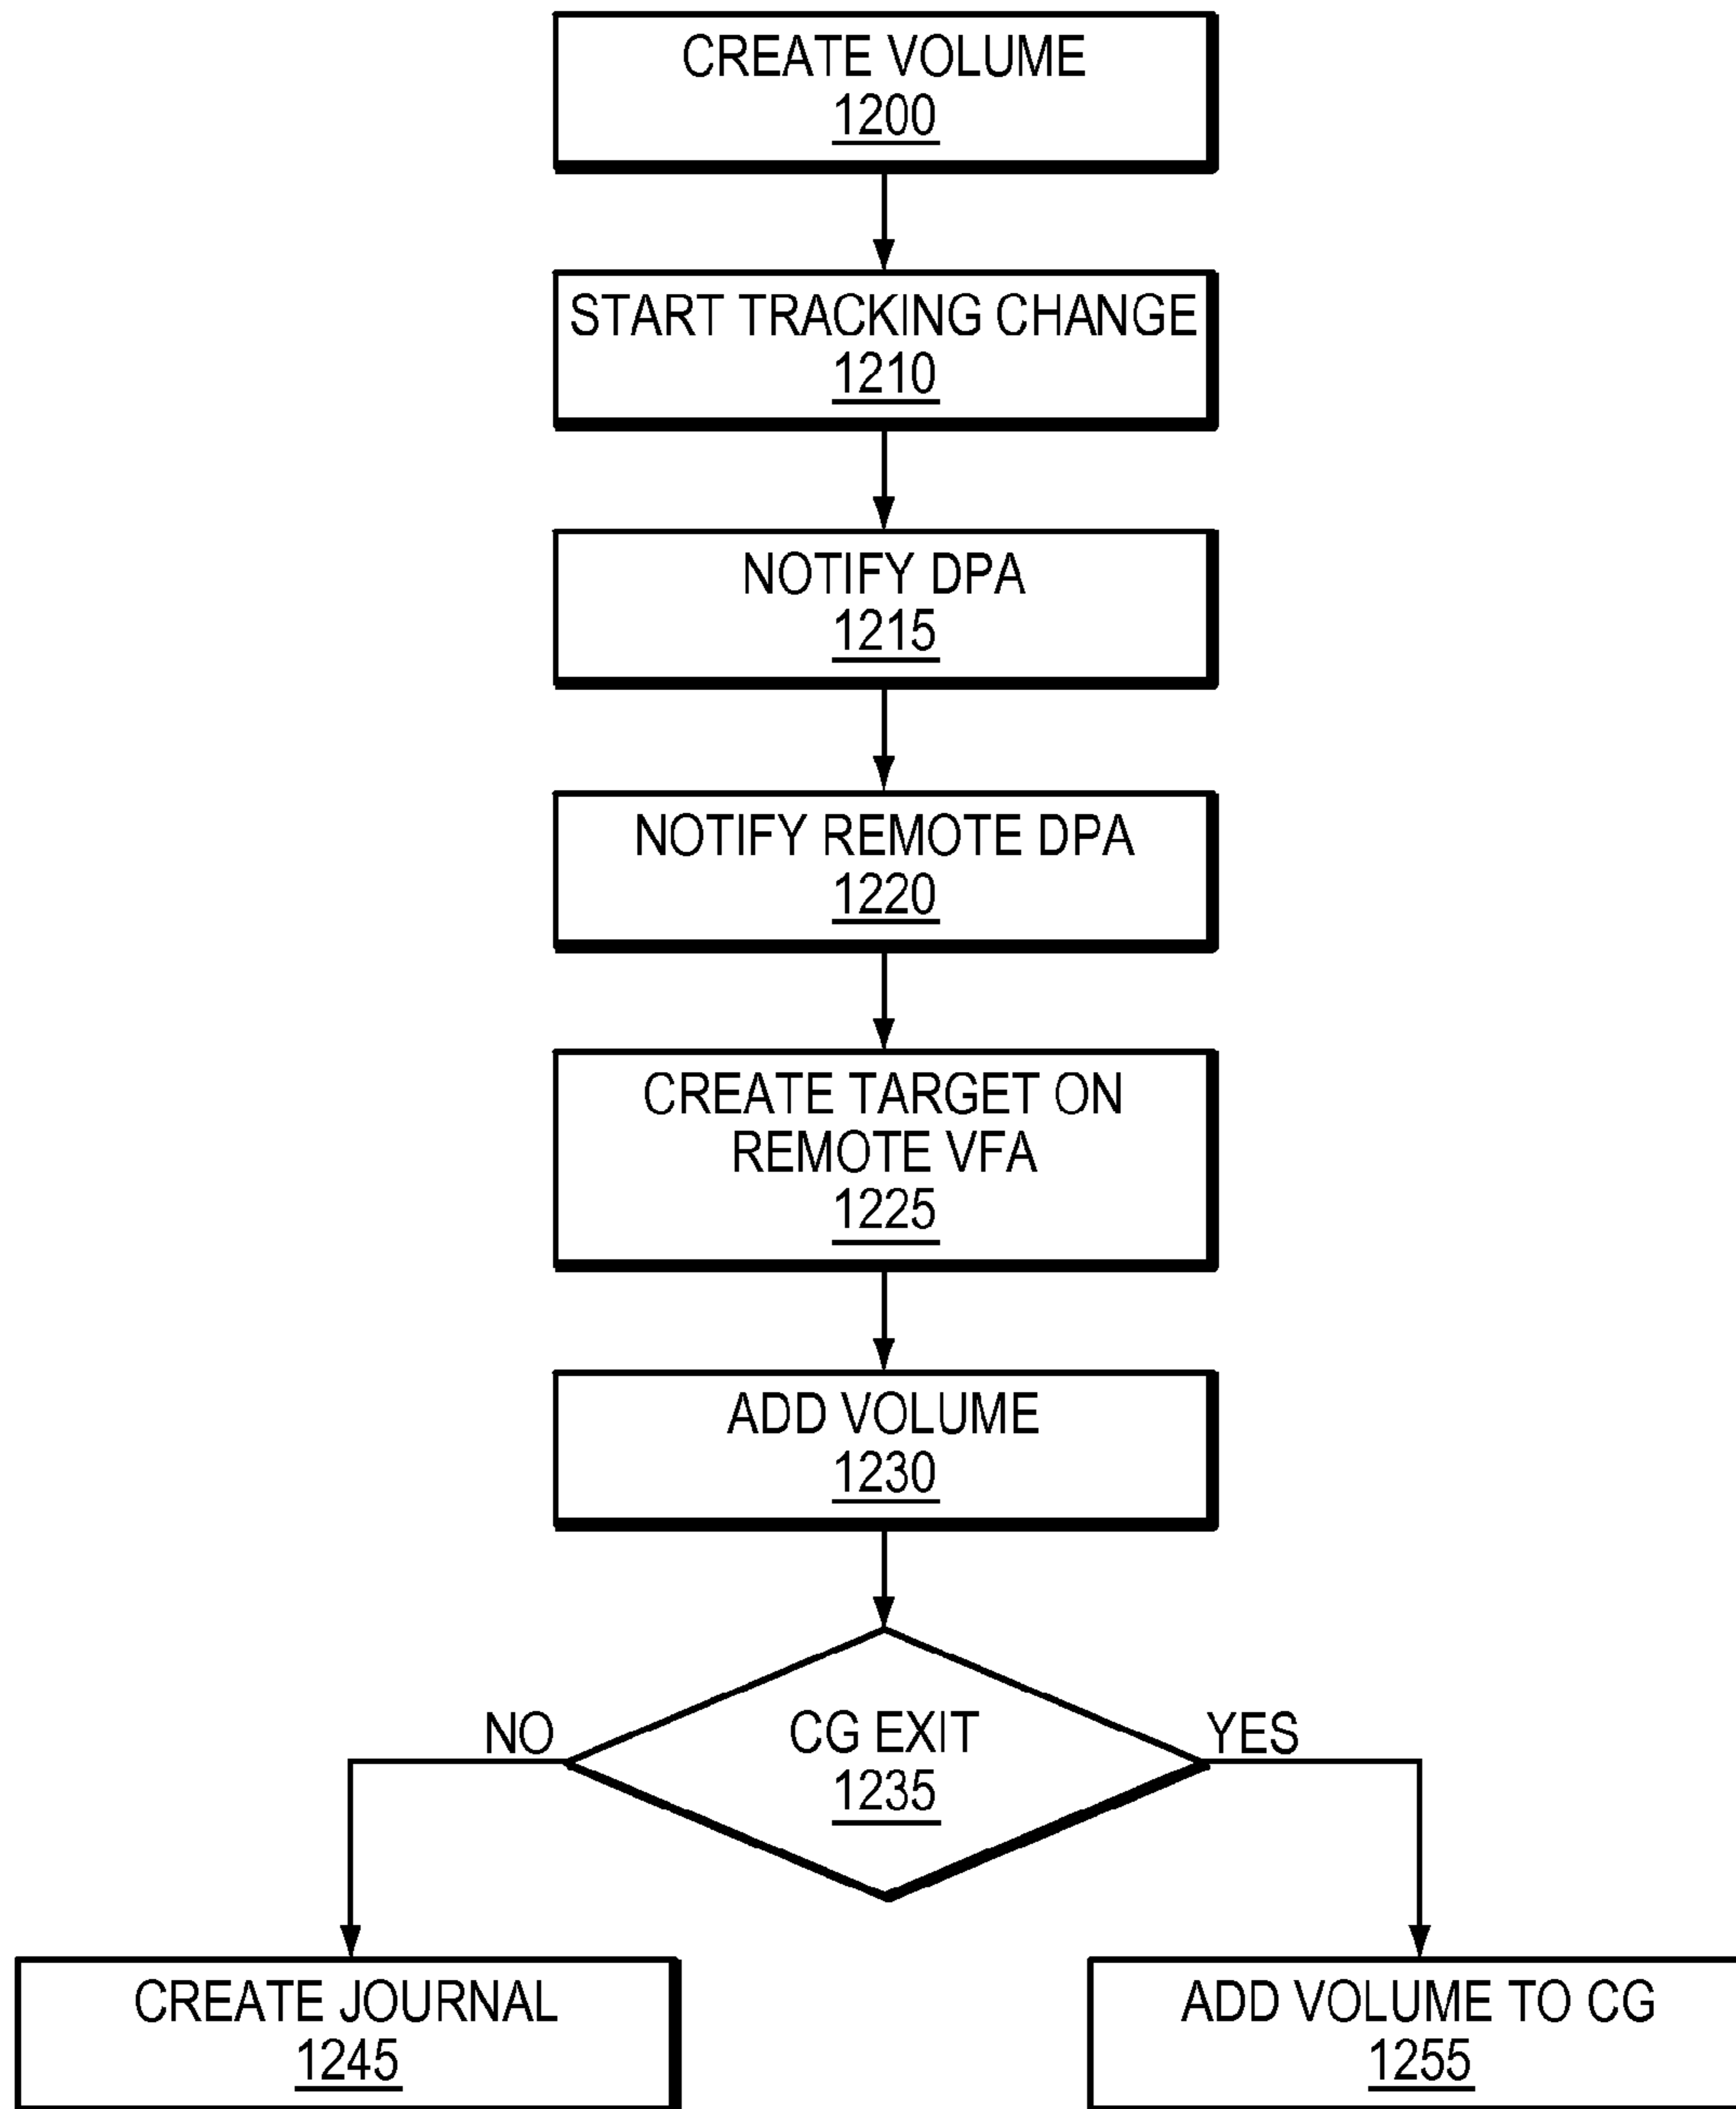 CREATE VOLUME
1200
START TRACKING CHANGE
1210
NOTIFY DPA
1215
NOTIFY REMOTE DPA
1220
CREATE TARGET ON
REMOTE VFA
1225
ADD VOLUME
1230
NO
CG EXIT
YES
1235
CREATE JOURNAL
1245
ADD VOLUME TO CG
1255